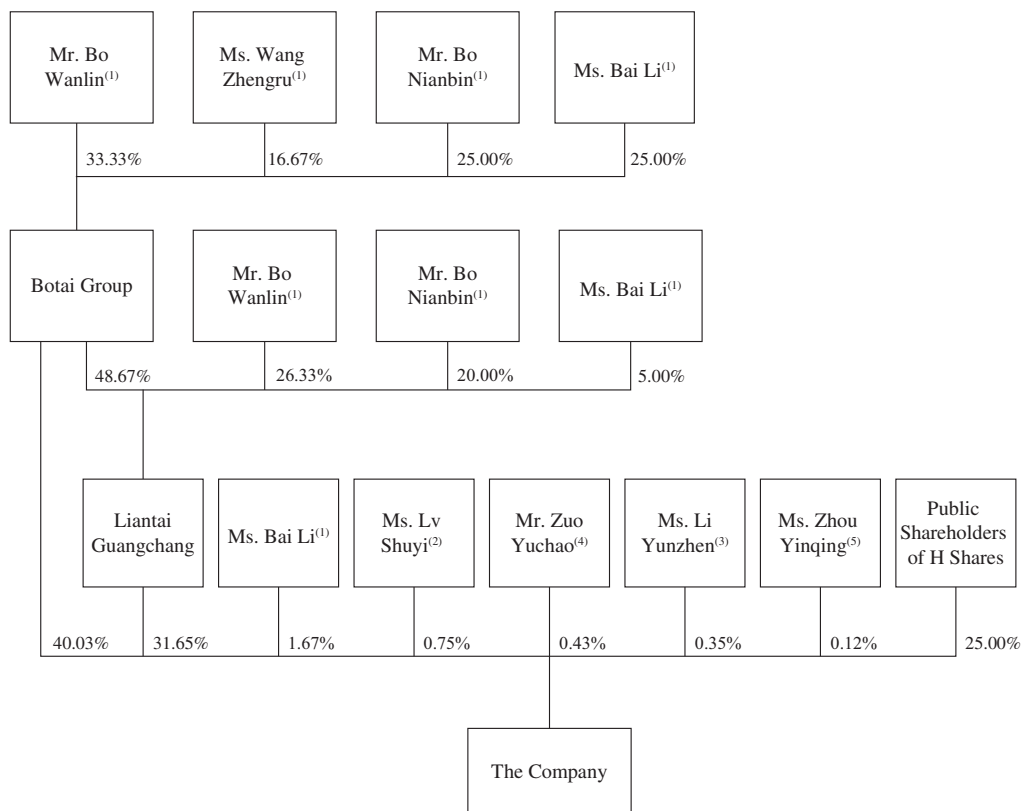 Mr. Bo
Wanlin(1)
Ms. Wang
Zhengru(1)
Mr. Bo
Nianbin(1)
Ms. Bai Li(1)
33.33%
16.67%
25.00%
25.00%
Botai Group
Mr. Bo
Wanlin(1)
Mr. Bo
Nianbin(1)
Ms. Bai Li(1)
48.67%
26.33%
20.00%
5.00%
Liantai
Guangchang
Ms. Bai Li(1)
Ms. Lv
Shuyi(2)
Mr. Zuo
Yuchao(4)
Ms. Li
Yunzhen(3)
Ms. Zhou
Yinqing(5)
Public
Shareholders
of H Shares
40.03%
31.65%
1.67%
0.75%
0.43%
0.35%
0.12%
25.00%
The Company